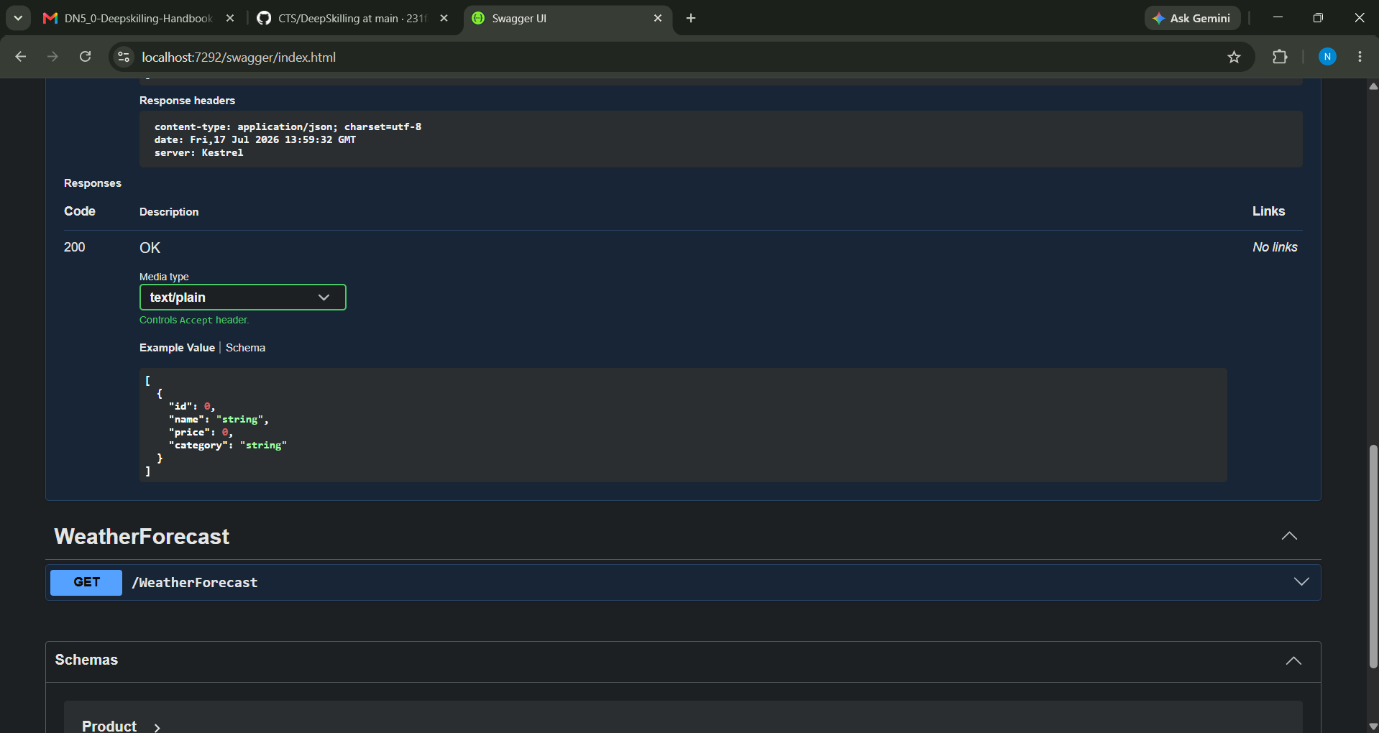 DN5_0-Deepskilling-Handbook
CTS/DeepSkilling at main · 231f
Swagger UI
Ask Gemini
localhost:7292/swagger/index.html
N
Response headers
content-type: application/json; charset=utf-8
date: Fri,17 Jul 2026 13:59:32 GMT
server: Kestrel
Responses
Code Description Links
200 OK No links
Media type
text/plain
Controls Accept header.
Example Value | Schema
[
{
"id": 0,
"name": "string",
"price": 0,
"category": "string"
}
]
WeatherForecast
GET /WeatherForecast
Schemas
Product